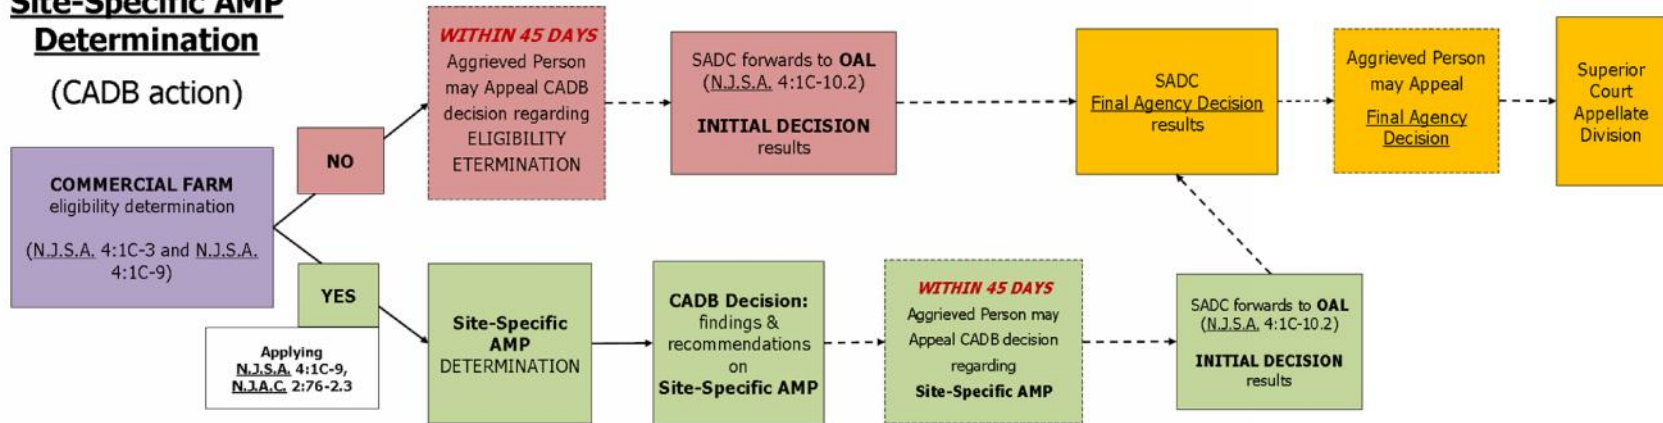 Site-Specific AMP
Determination
(CADB action)
COMMERCIAL FARM
eligibility determination
(N.J.S.A. 4:1C-3 and N.J.S.A.
4:1C-9)
NO
WITHIN 45 DAYS
Aggrieved Person
may Appeal CADB
decision regarding
ELIGIBILITY
ETERMINATION
SADC forwards to OAL
(N.J.S.A. 4:1C-10.2)
INITIAL DECISION
results
SADC
Final Agency Decision
results
Aggrieved Person
may Appeal
Final Agency
Decision
Superior
Court
Appellate
Division
YES
Applying
N.J.S.A. 4:1C-9,
N.J.A.C. 2:76-2.3
Site-Specific
AMP
DETERMINATION
CADB Decision:
findings &
recommendations
on
Site-Specific AMP
WITHIN 45 DAYS
Aggrieved Person may
Appeal CADB decision
regarding
Site-Specific AMP
SADC forwards to OAL
(N.J.S.A. 4:1C-10.2)
INITIAL DECISION
results